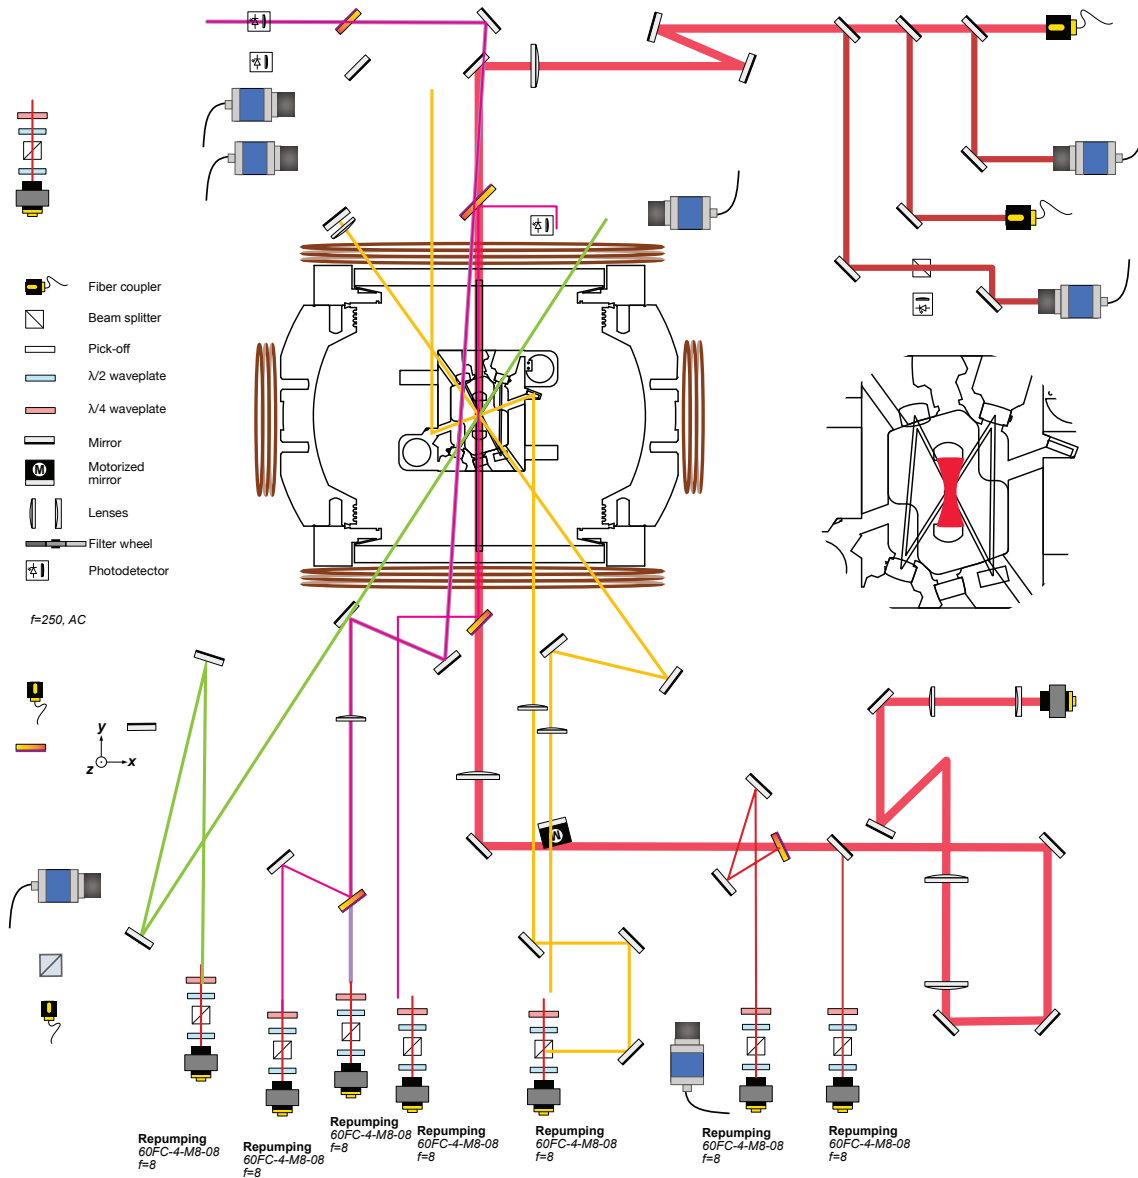 Fiber coupler
Beam splitter
Pick-off
λ/2 waveplate
λ/4 waveplate
Mirror
M
Motorized
mirror
Lenses
Filter wheel
Photodetector
f=250, AC
y
z
x
M
Repumping
60FC-4-M8-08
f=8
Repumping
60FC-4-M8-08
f=8
Repumping
60FC-4-M8-08
f=8
Repumping
60FC-4-M8-08
f=8
Repumping
60FC-4-M8-08
f=8
Repumping
60FC-4-M8-08
f=8
Repumping
60FC-4-M8-08
f=8